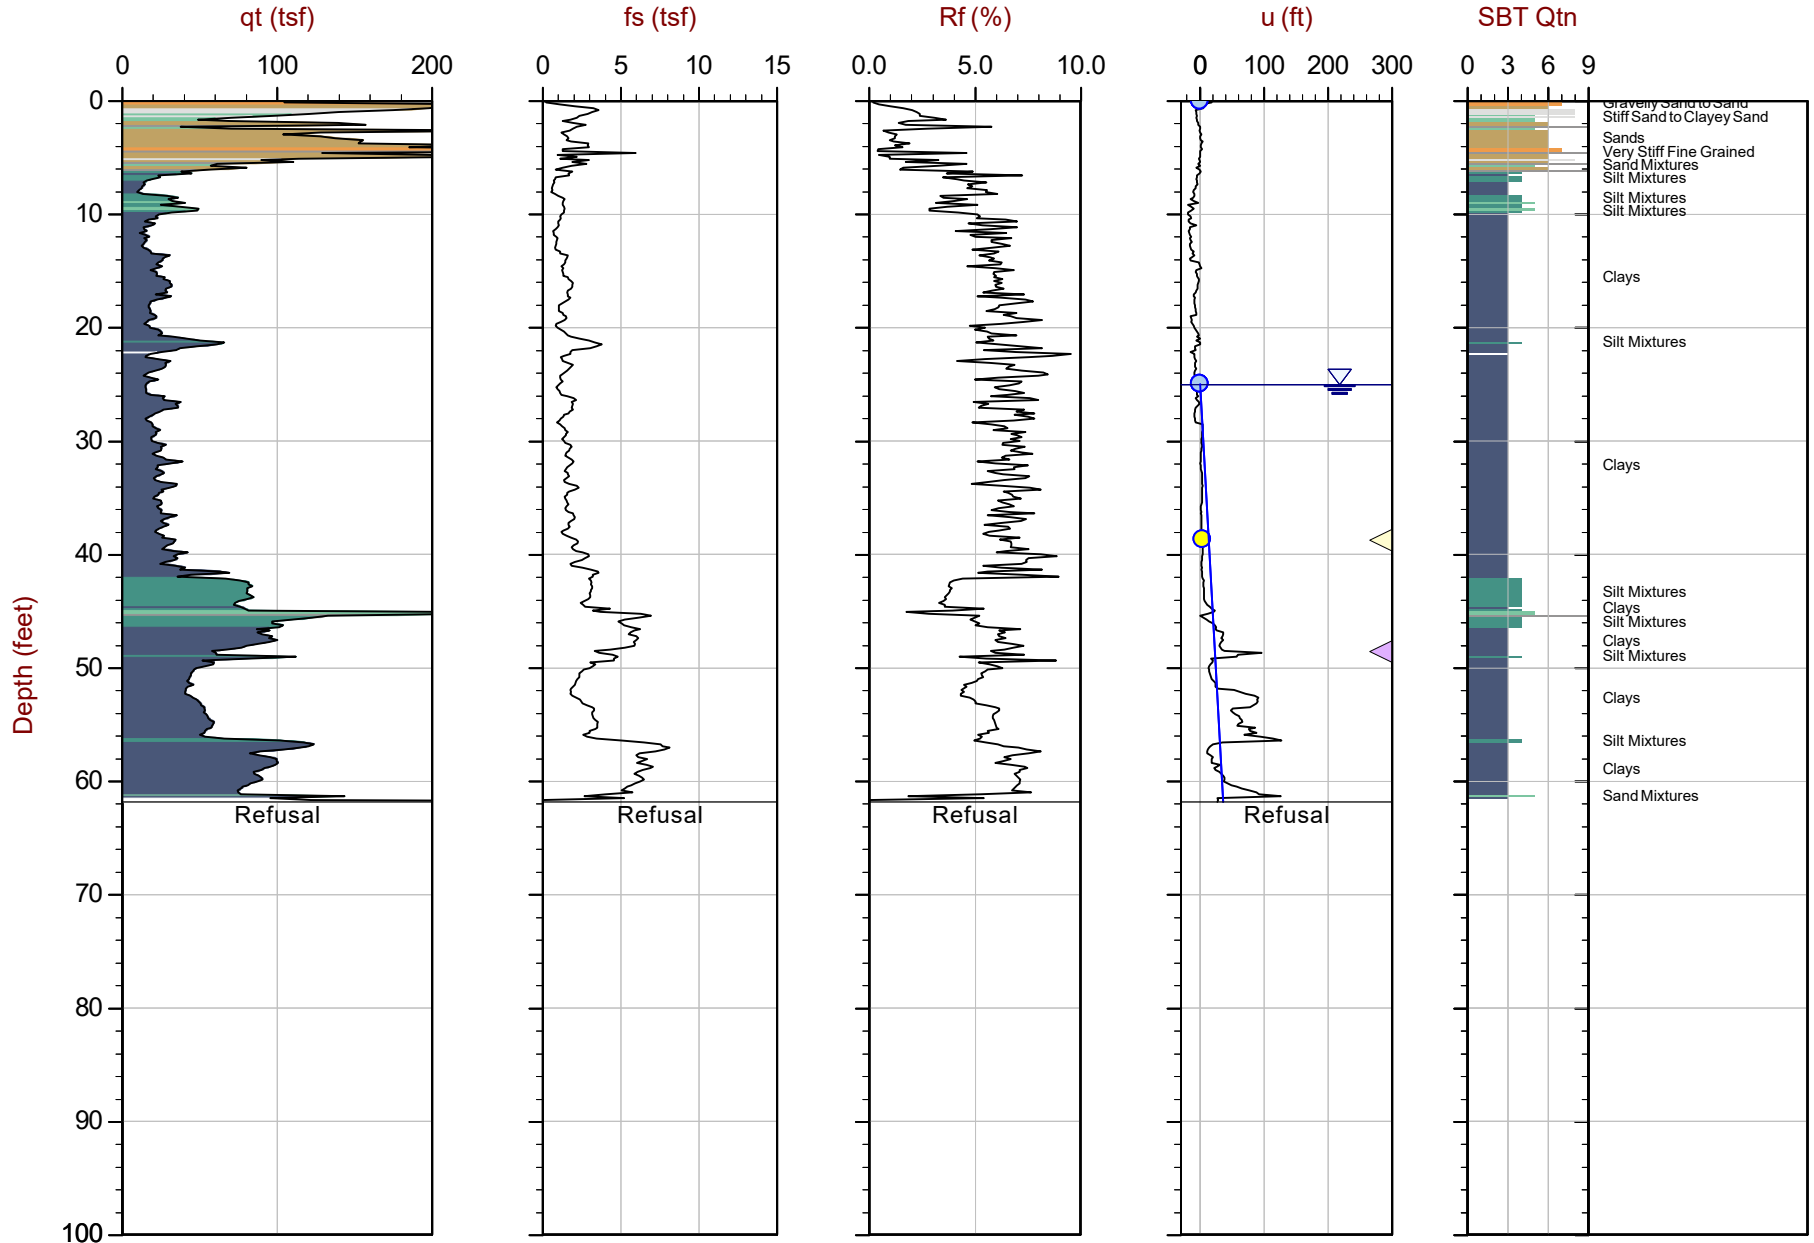 qt (tsf) fs (tsf) Rf (%) u (ft) SBT Qtn
0 100 200 0 5 10 15 0.0 5.0 10.0 0 100 200 300 0 3 6 9
0
10
20
30
40
50
60
70
80
90
100
Depth (feet)
Gravelly Sand to Sand
Stiff Sand to Clayey Sand
Sands
Very Stiff Fine Grained
Sand Mixtures
Silt Mixtures
Silt Mixtures
Silt Mixtures
Clays
Silt Mixtures
Clays
Silt Mixtures
Clays
Silt Mixtures
Clays
Silt Mixtures
Clays
Silt Mixtures
Clays
Sand Mixtures
Refusal Refusal Refusal Refusal